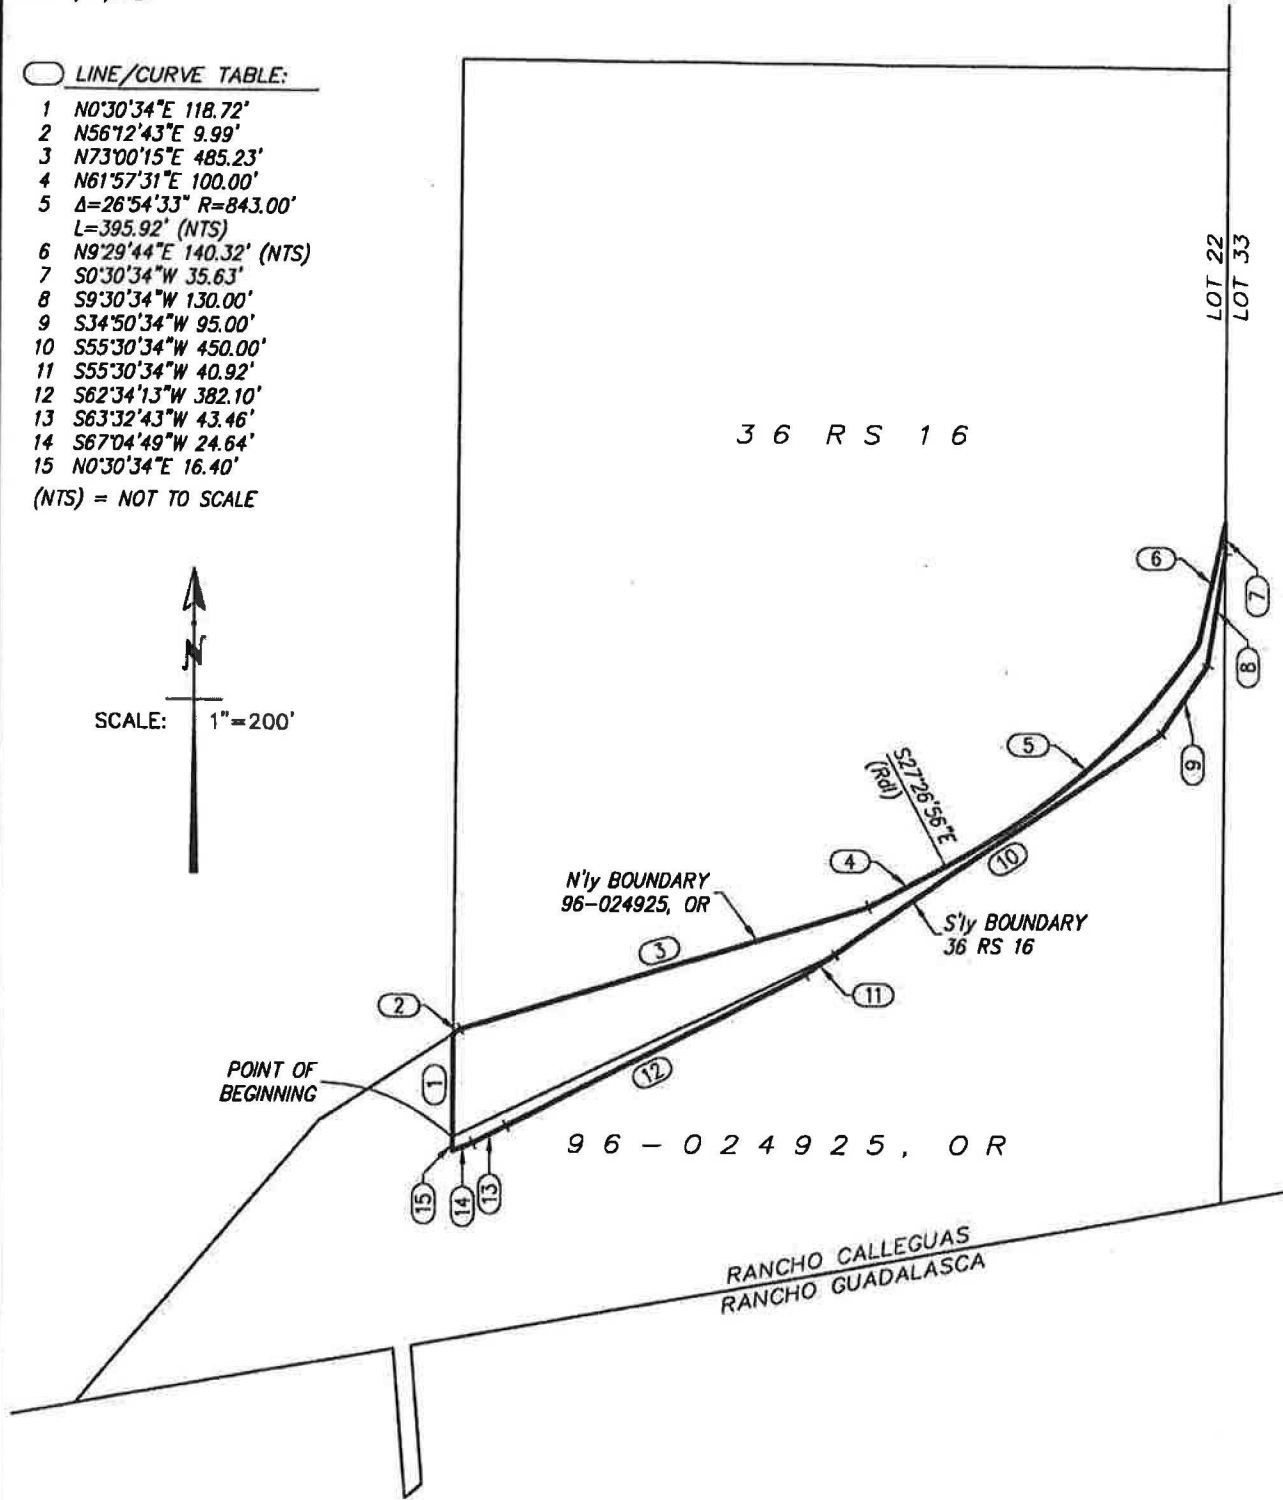 LINE/CURVE TABLE:
1 N0°30'34"E 118.72'
2 N56°12'43"E 9.99'
3 N73°00'15"E 485.23'
4 N61°57'31"E 100.00'
5 Δ=26°54'33" R=843.00'
L=395.92' (NTS)
6 N9°29'44"E 140.32' (NTS)
7 S0°30'34"W 35.63'
8 S9°30'34"W 130.00'
9 S34°50'34"W 95.00'
10 S55°30'34"W 450.00'
11 S55°30'34"W 40.92'
12 S62°34'13"W 382.10'
13 S63°32'43"W 43.46'
14 S67°04'49"W 24.64'
15 N0°30'34"E 16.40'
(NTS) = NOT TO SCALE
N
SCALE: 1"=200'
LOT 22
LOT 33
36 RS 16
6
7
8
5
9
S27°26'56"E
(Rdl)
4
10
N'ly BOUNDARY
96-024925, OR
S'ly BOUNDARY
36 RS 16
3
11
2
12
POINT OF
BEGINNING
1
96-024925, OR
15
14
13
RANCHO CALLEGUAS
RANCHO GUADALASCA